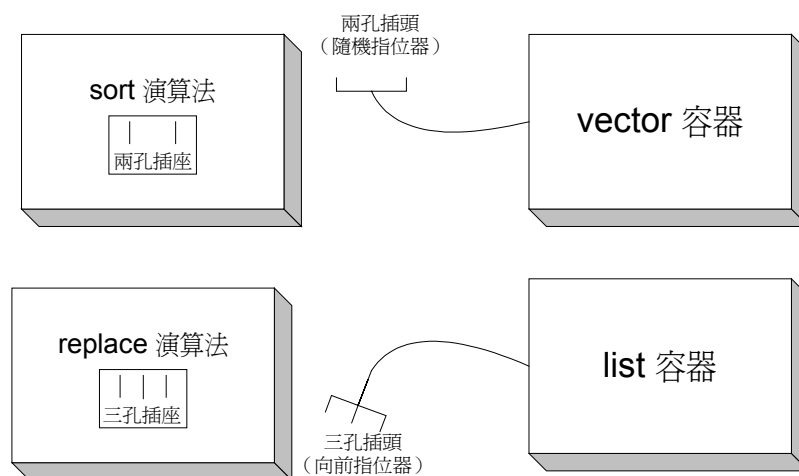 兩孔插頭
（隨機指位器）
sort 演算法
兩孔插座
vector 容器
replace 演算法
三孔插座
list 容器
三孔插頭
（向前指位器）